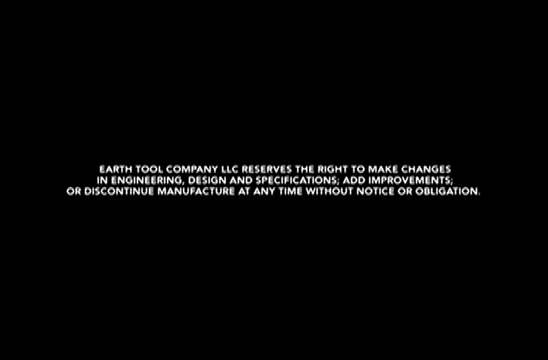 EARTH TOOL COMPANY LLC RESERVES THE RIGHT TO MAKE CHANGES
IN ENGINEERING, DESIGN AND SPECIFICATIONS; ADD IMPROVEMENTS;
OR DISCONTINUE MANUFACTURE AT ANY TIME WITHOUT NOTICE OR OBLIGATION.